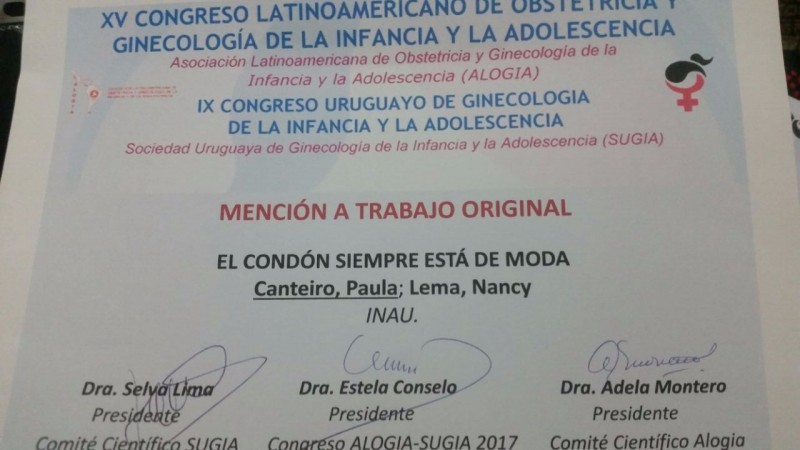 XV CONGRESO LATINOAMERICANO DE OBSTETRICIA Y
GINECOLOGÍA DE LA INFANCIA Y LA ADOLESCENCIA
Asociación Latinoamericana de Obstetricia y Ginecología de la
Infancia y la Adolescencia (ALOGIA)
IX CONGRESO URUGUAYO DE GINECOLOGIA
DE LA INFANCIA Y LA ADOLESCENCIA
Sociedad Uruguaya de Ginecología de la Infancia y la Adolescencia (SUGIA)
MENCIÓN A TRABAJO ORIGINAL
EL CONDÓN SIEMPRE ESTÁ DE MODA
Canteiro, Paula; Lema, Nancy
INAU.
Dra. Selva Lima
Presidente
Comité Científico SUGIA
Dra. Estela Conselo
Presidente
Congreso ALOGIA-SUGIA 2017
Dra. Adela Montero
Presidente
Comité Científico Alogia